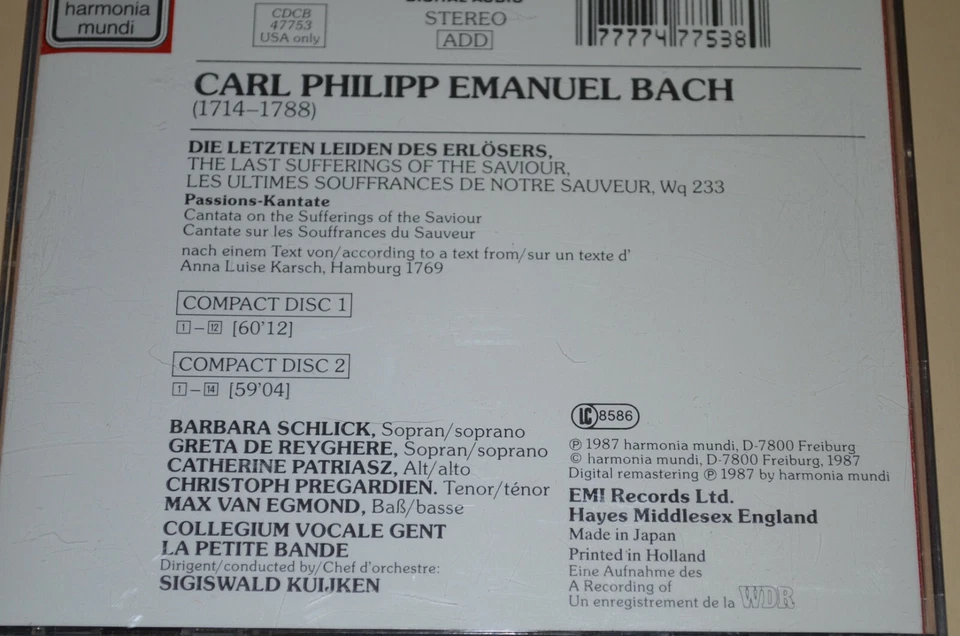 harmonia
mundi
CDCB
47753
USA only
DIGITAL AUDIO
STEREO
ADD
77774 77538
CARL PHILIPP EMANUEL BACH
(1714–1788)
DIE LETZTEN LEIDEN DES ERLÖSERS,
THE LAST SUFFERINGS OF THE SAVIOUR,
LES ULTIMES SOUFFRANCES DE NOTRE SAUVEUR, Wq 233
Passions-Kantate
Cantata on the Sufferings of the Saviour
Cantate sur les Souffrances du Sauveur
nach einem Text von/according to a text from/sur un texte d'
Anna Luise Karsch, Hamburg 1769
COMPACT DISC 1
1 – 12 [60'12]
COMPACT DISC 2
1 – 14 [59'04]
BARBARA SCHLICK, Sopran/soprano
GRETA DE REYGHERE, Sopran/soprano
CATHERINE PATRIASZ, Alt/alto
CHRISTOPH PREGARDIEN. Tenor/ténor
MAX VAN EGMOND, Baß/basse
COLLEGIUM VOCALE GENT
LA PETITE BANDE
Dirigent/conducted by/Chef d'orchestre:
SIGISWALD KUIJKEN
LC 8586
℗ 1987 harmonia mundi, D-7800 Freiburg
© harmonia mundi, D-7800 Freiburg, 1987
Digital remastering ℗ 1987 by harmonia mundi
EMI Records Ltd.
Hayes Middlesex England
Made in Japan
Printed in Holland
Eine Aufnahme des
A Recording of
Un enregistrement de la WDR